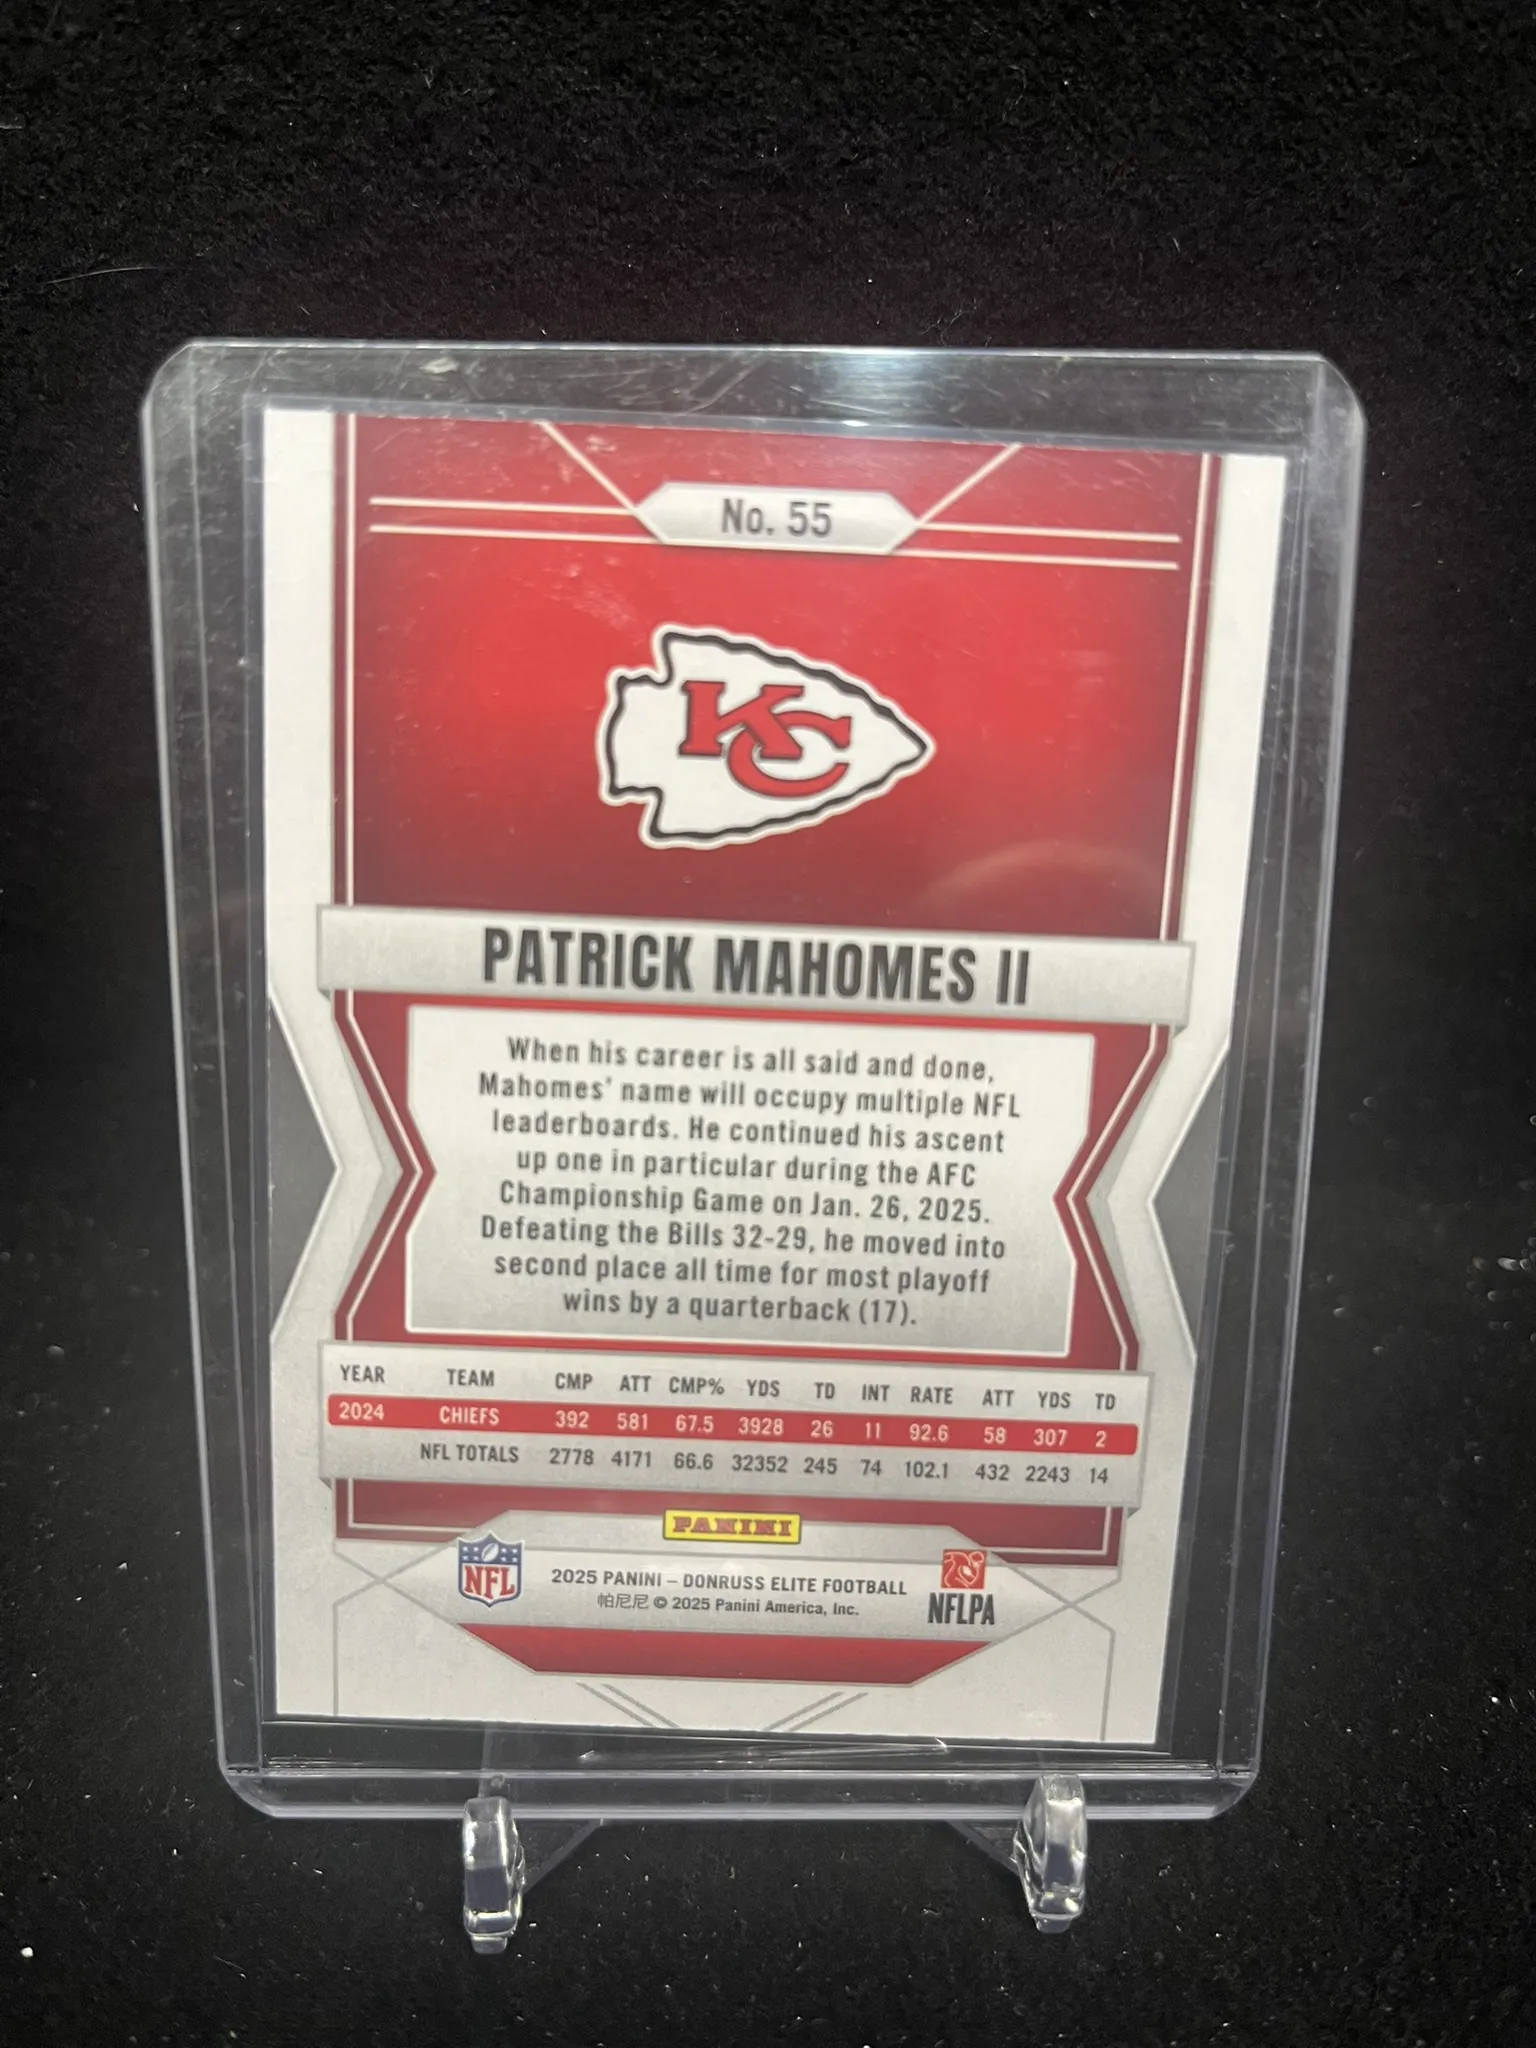 No. 55
KC
PATRICK MAHOMES II
When his career is all said and done,
Mahomes' name will occupy multiple NFL
leaderboards. He continued his ascent
up one in particular during the AFC
Championship Game on Jan. 26, 2025.
Defeating the Bills 32-29, he moved into
second place all time for most playoff
wins by a quarterback (17).
YEAR TEAM CMP ATT CMP% YDS TD INT RATE ATT YDS TD
2024 CHIEFS 392 581 67.5 3928 26 11 92.6 58 307 2
NFL TOTALS 2778 4171 66.6 32352 245 74 102.1 432 2243 14
PANINI
NFL
2025 PANINI – DONRUSS ELITE FOOTBALL
帕尼尼 © 2025 Panini America, Inc.
NFLPA